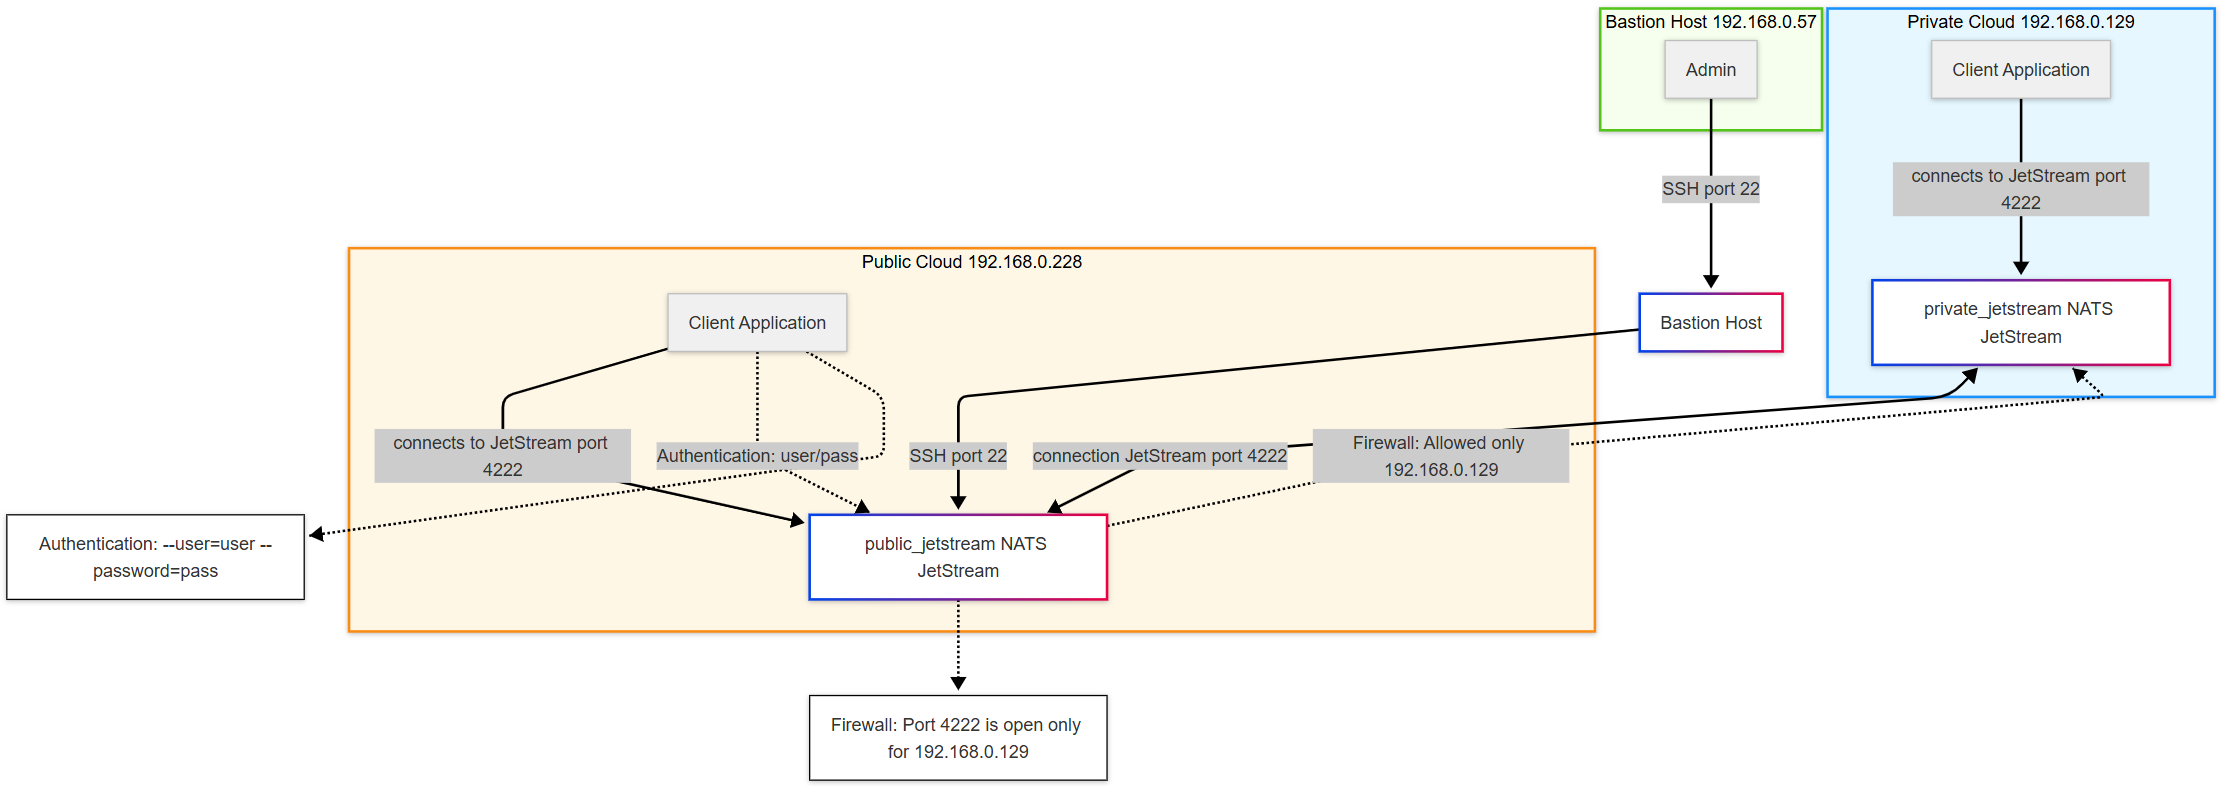 Bastion Host 192.168.0.57
Private Cloud 192.168.0.129
Admin
Client Application
SSH port 22
connects to JetStream port
4222
Public Cloud 192.168.0.228
Client Application
Bastion Host
private_jetstream NATS
JetStream
connects to JetStream port
4222
Authentication: user/pass
SSH port 22
connection JetStream port 4222
Firewall: Allowed only
192.168.0.129
Authentication: --user=user --
password=pass
public_jetstream NATS
JetStream
Firewall: Port 4222 is open only
for 192.168.0.129